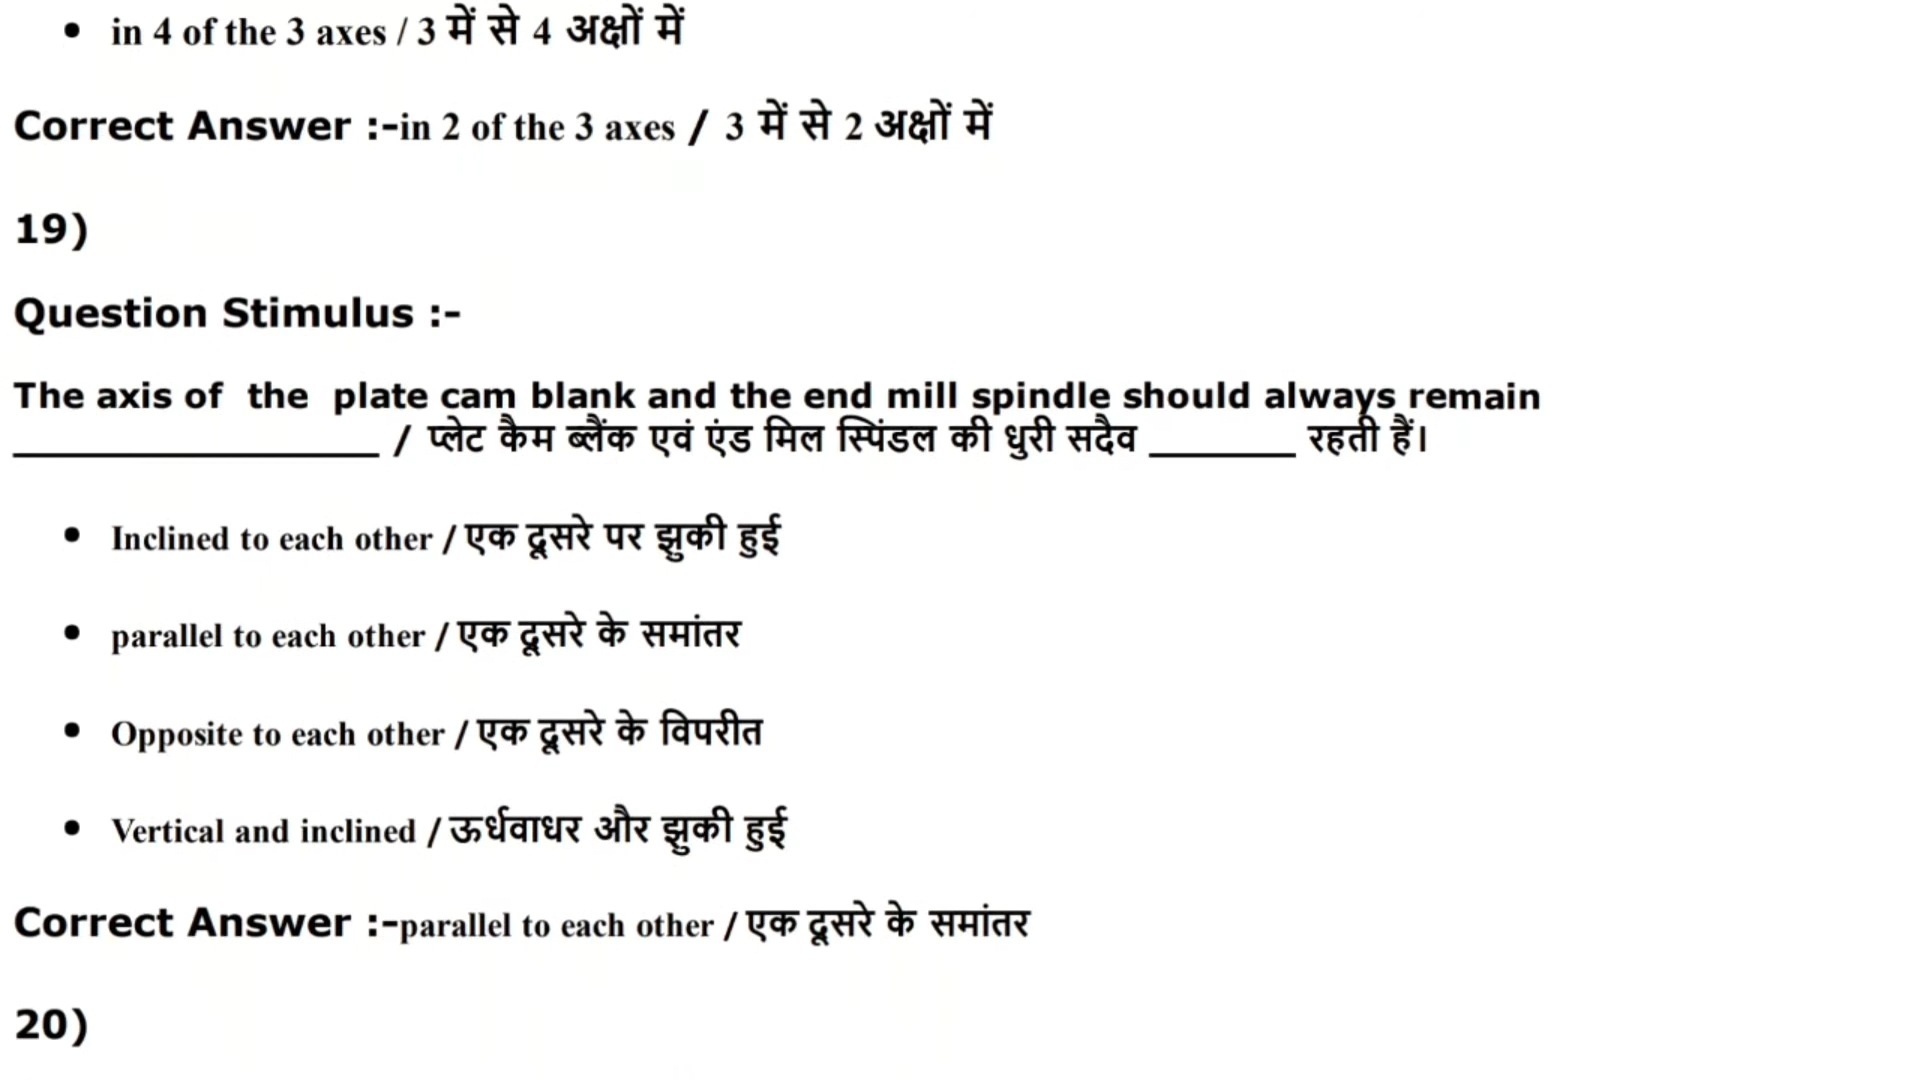 • in 4 of the 3 axes / 3 में से 4 अक्षों में
Correct Answer :-in 2 of the 3 axes / 3 में से 2 अक्षों में
19)
Question Stimulus :-
The axis of the plate cam blank and the end mill spindle should always remain
__________________ / प्लेट कैम ब्लैंक एवं एंड मिल स्पिंडल की धुरी सदैव _______ रहती हैं।
• Inclined to each other / एक दूसरे पर झुकी हुई
• parallel to each other / एक दूसरे के समांतर
• Opposite to each other / एक दूसरे के विपरीत
• Vertical and inclined / ऊर्धवाधर और झुकी हुई
Correct Answer :-parallel to each other / एक दूसरे के समांतर
20)